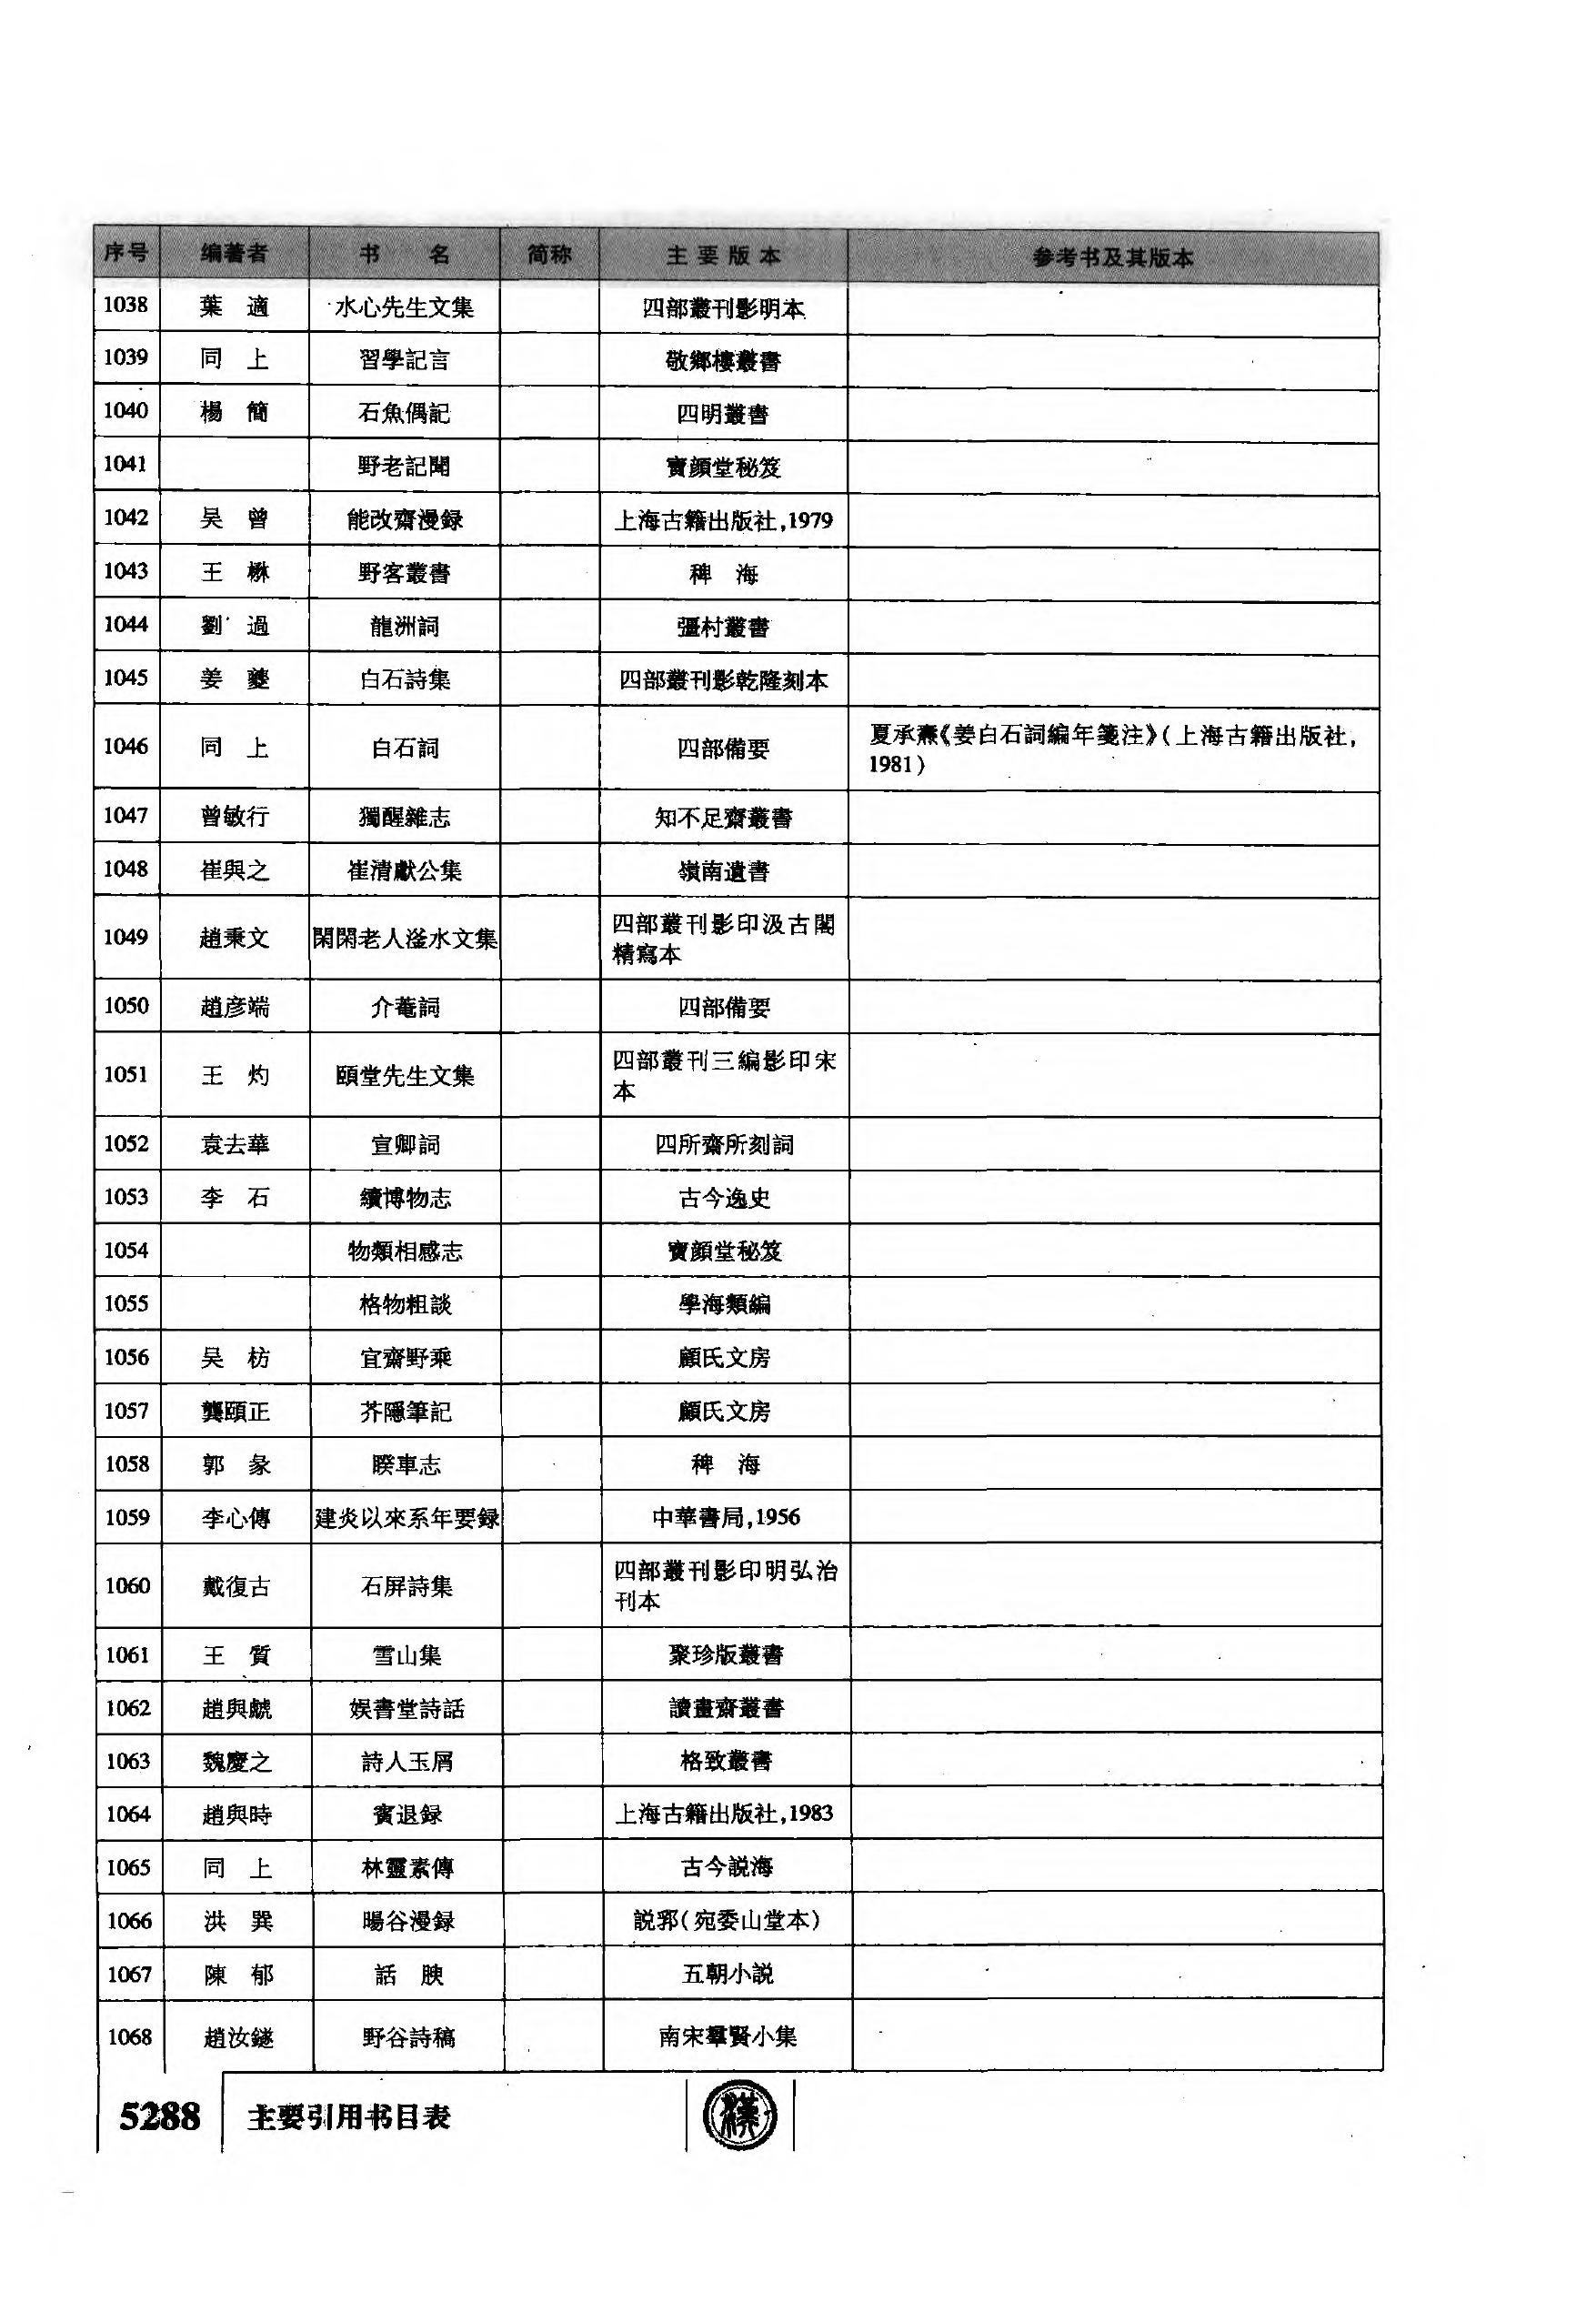 序号 编著者 书名 简称 主要版本 参考书及其版本
1038 葉適 水心先生文集 四部叢刊影明本
1039 同上 習學記言 敬鄉樓叢書
1040 楊簡 石魚偶記 四明叢書
1041 野老記聞 寶顔堂秘笈
1042 吴曾 能改齋漫録 上海古籍出版社,1979
1043 王楙 野客叢書 稗海
1044 劉過 龍洲詞 彊村叢書
1045 姜夔 白石詩集 四部叢刊影乾隆刻本
1046 同上 白石詞 四部備要 夏承燾《姜白石詞編年箋注》(上海古籍出版社,
1981)
1047 曾敏行 獨醒雜志 知不足齋叢書
1048 崔與之 崔清獻公集 嶺南遺書
1049 趙秉文 閑閑老人滏水文集 四部叢刊影印汲古閣
精寫本
1050 趙彦端 介菴詞 四部備要
1051 王灼 頤堂先生文集 四部叢刊三編影印宋
本
1052 袁去華 宣卿詞 四所齋所刻詞
1053 李石 續博物志 古今逸史
1054 物類相感志 寶顔堂秘笈
1055 格物粗談 學海類編
1056 吴枋 宜齋野乘 顧氏文房
1057 龔頤正 芥隱筆記 顧氏文房
1058 郭彖 睽車志 稗海
1059 李心傳 建炎以來系年要録 中華書局,1956
1060 戴復古 石屏詩集 四部叢刊影印明弘治
刊本
1061 王質 雪山集 聚珍版叢書
1062 趙與虤 娱書堂詩話 讀畫齋叢書
1063 魏慶之 詩人玉屑 格致叢書
1064 趙與時 賓退録 上海古籍出版社,1983
1065 同上 林靈素傳 古今説海
1066 洪巽 暘谷漫録 説郛(宛委山堂本)
1067 陳郁 話腴 五朝小説
1068 趙汝鐩 野谷詩稿 南宋羣賢小集
5288 主要引用书目表
漢